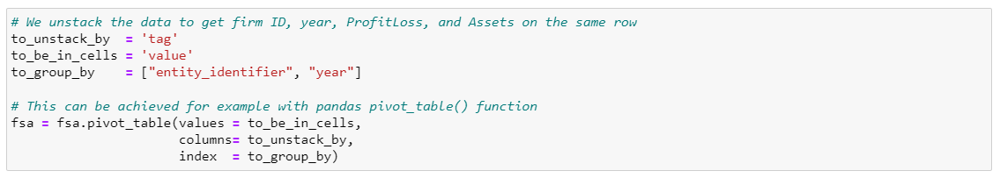 # We unstack the data to get firm ID, year, ProfitLoss, and Assets on the same row
to_unstack_by  = 'tag'
to_be_in_cells = 'value'
to_group_by    = ["entity_identifier", "year"]

# This can be achieved for example with pandas pivot_table() function
fsa = fsa.pivot_table(values = to_be_in_cells,
                      columns= to_unstack_by,
                      index  = to_group_by)